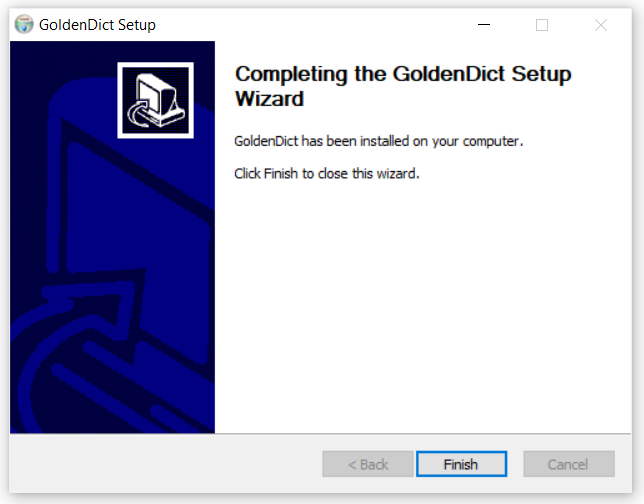 GoldenDict Setup
Completing the GoldenDict Setup
Wizard
GoldenDict has been installed on your computer.
Click Finish to close this wizard.
< Back
Finish
Cancel